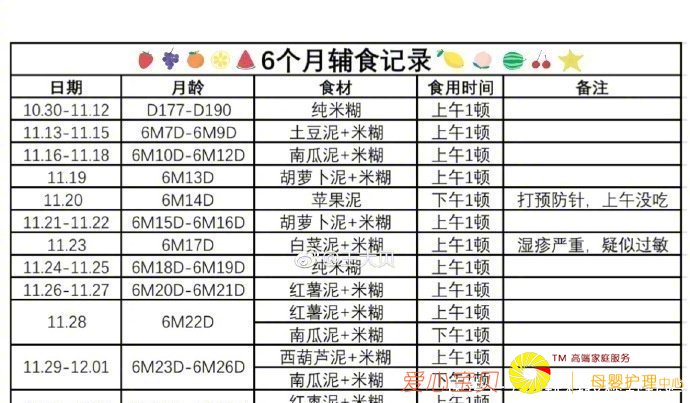 6个月辅食记录
日期 月龄 食材 食用时间 备注
10.30-11.12 D177-D190 纯米糊 上午1顿
11.13-11.15 6M7D-6M9D 土豆泥+米糊 上午1顿
11.16-11.18 6M10D-6M12D 南瓜泥+米糊 上午1顿
11.19 6M13D 胡萝卜泥+米糊 上午1顿
11.20 6M14D 苹果泥 下午1顿 打预防针，上午没吃
11.21-11.22 6M15D-6M16D 胡萝卜泥+米糊 上午1顿
11.23 6M17D 白菜泥+米糊 上午1顿 湿疹严重，疑似过敏
11.24-11.25 6M18D-6M19D 纯米糊 上午1顿
11.26-11.27 6M20D-6M21D 红薯泥+米糊 上午1顿
11.28 6M22D 红薯泥+米糊 上午1顿
南瓜泥+米糊 下午1顿
11.29-12.01 6M23D-6M26D 西葫芦泥+米糊 上午1顿
南瓜泥+米糊
红枣泥+米糊 上午1顿
爱心宝贝
TM 高端家庭服务
母婴护理中心